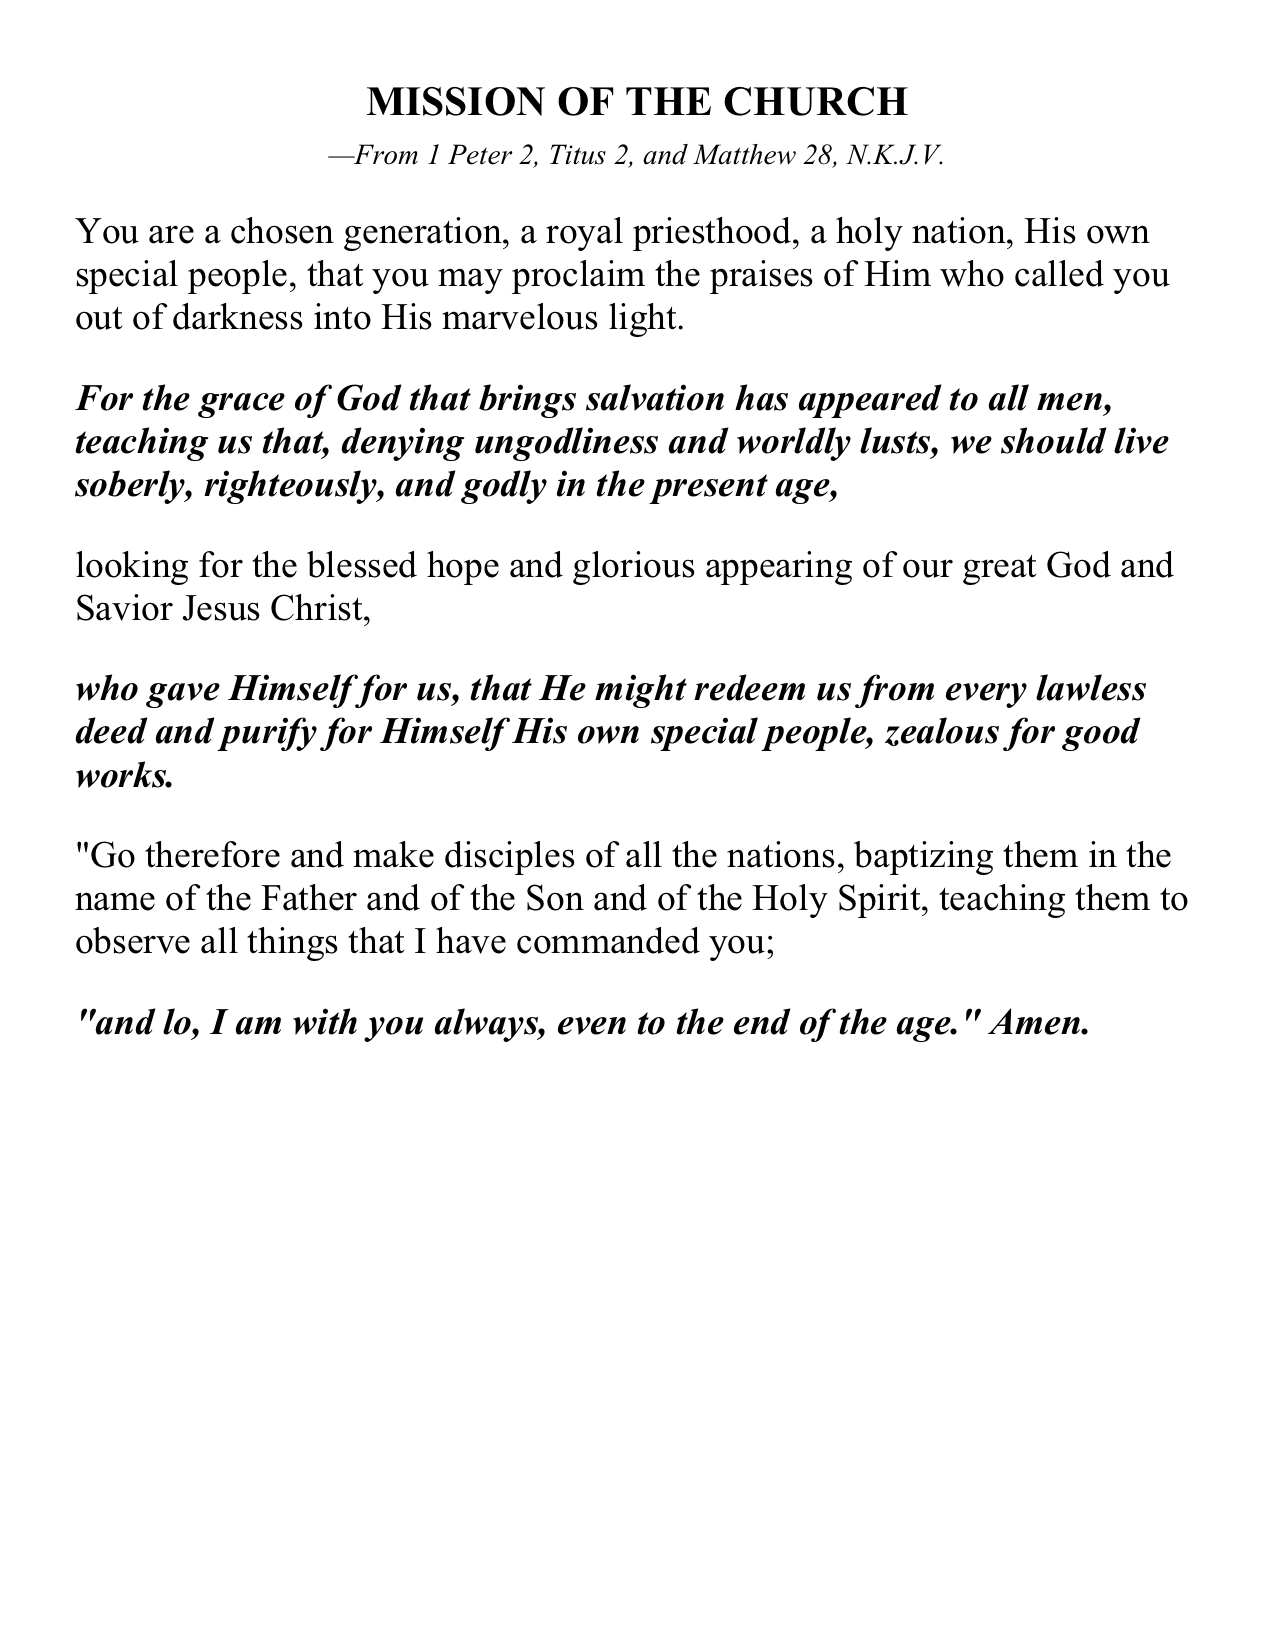 MISSION OF THE CHURCH
—From 1 Peter 2, Titus 2, and Matthew 28, N.K.J.V.
You are a chosen generation, a royal priesthood, a holy nation, His own
special people, that you may proclaim the praises of Him who called you
out of darkness into His marvelous light.
For the grace of God that brings salvation has appeared to all men,
teaching us that, denying ungodliness and worldly lusts, we should live
soberly, righteously, and godly in the present age,
looking for the blessed hope and glorious appearing of our great God and
Savior Jesus Christ,
who gave Himself for us, that He might redeem us from every lawless
deed and purify for Himself His own special people, zealous for good
works.
"Go therefore and make disciples of all the nations, baptizing them in the
name of the Father and of the Son and of the Holy Spirit, teaching them to
observe all things that I have commanded you;
"and lo, I am with you always, even to the end of the age." Amen.